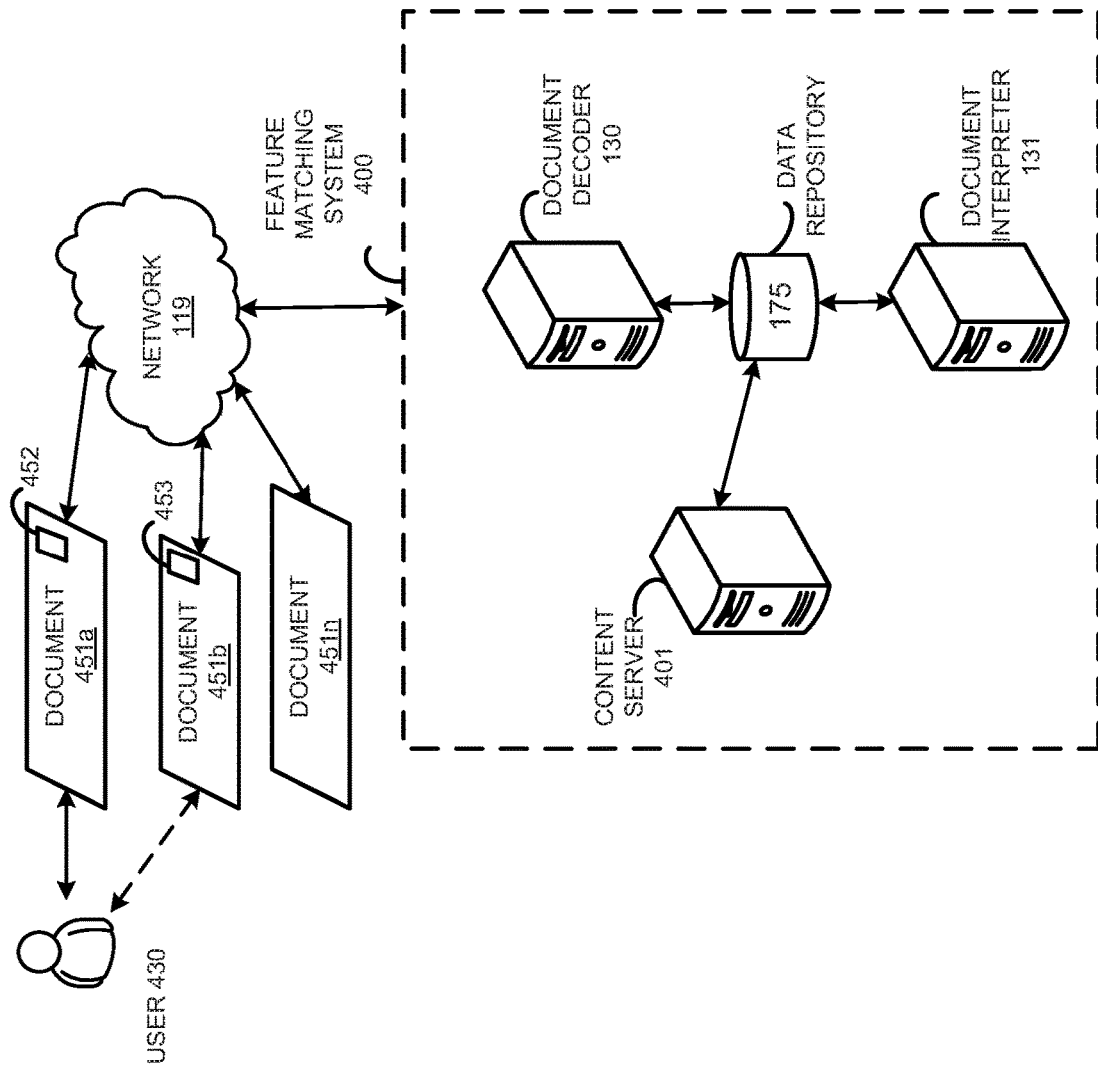 USER 430
DOCUMENT
451a
452
DOCUMENT
451b
453
DOCUMENT
451n
NETWORK
119
FEATURE
MATCHING
SYSTEM
400
CONTENT
SERVER
401
DOCUMENT
DECODER
130
175
DATA
REPOSITORY
DOCUMENT
INTERPRETER
131